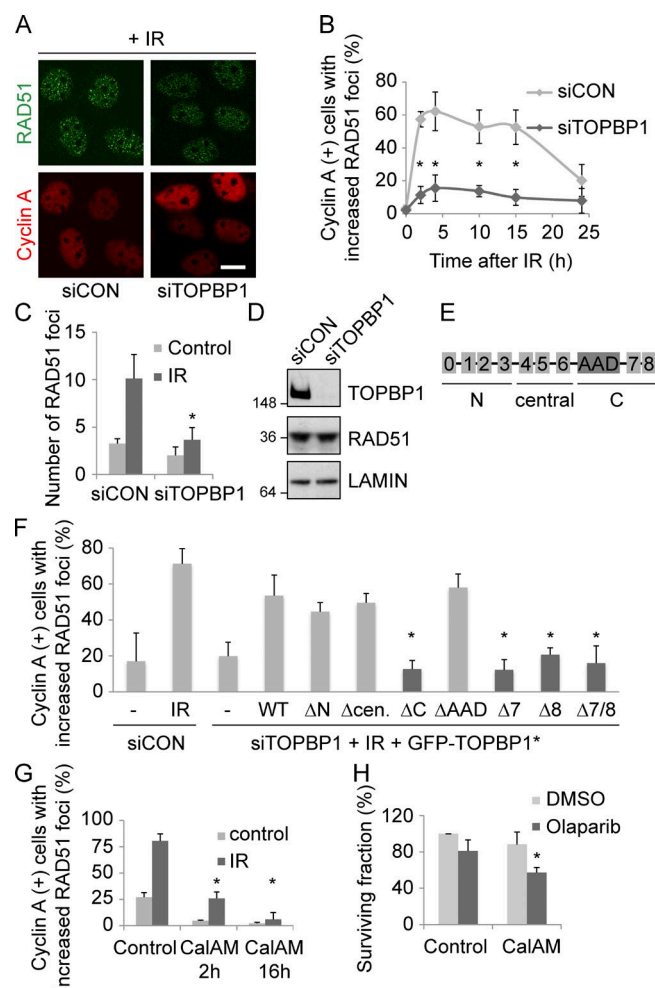 A
+ IR
RAD51
Cyclin A
siCON siTOPBP1
B
Cyclin A (+) cells with
increased RAD51 foci (%)
80
60
40
20
0
siCON
siTOPBP1
* * * *
0 5 10 15 20 25
Time after IR (h)
C
Number of RAD51 foci
15
10
5
0
Control
IR
*
siCON siTOPBP1
D
siCON
siTOPBP1
148 TOPBP1
36 RAD51
64 LAMIN
E
0 1 2 3 4 5 6 AAD 7 8
N central C
F
Cyclin A (+) cells with
increased RAD51 foci (%)
80
60
40
20
0
* * * *
- IR - WT ΔN Δcen. ΔC ΔAAD Δ7 Δ8 Δ7/8
siCON siTOPBP1 + IR + GFP-TOPBP1*
G
Cyclin A (+) cells with
ncreased RAD51 foci (%)
100
75
50
25
0
control
IR
* *
Control CalAM CalAM
2h 16h
H
Surviving fraction (%)
120
80
40
0
DMSO
Olaparib
*
Control CalAM